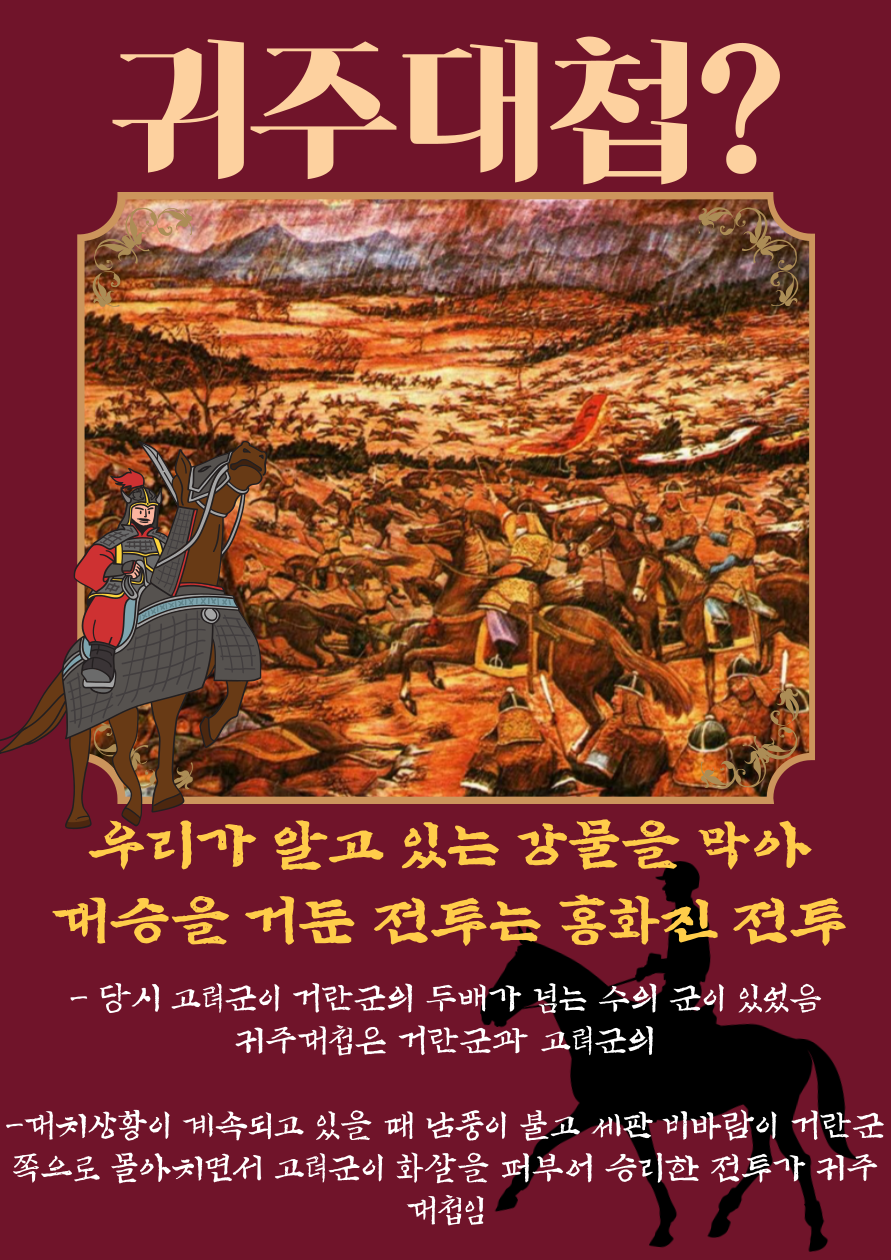 귀주대첩?
우리가 알고 있는 강물을 막아
대승을 거둔 전투는 홍화진 전투
- 당시 고려군이 거란군의 두배가 넘는 수의 군이 있었음
귀주대첩은 거란군과 고려군의
-대치상황이 계속되고 있을 때 남풍이 불고 세판 비바람이 거란군
쪽으로 몰아치면서 고려군이 화살을 퍼부어 승리한 전투가 귀주
대첩임